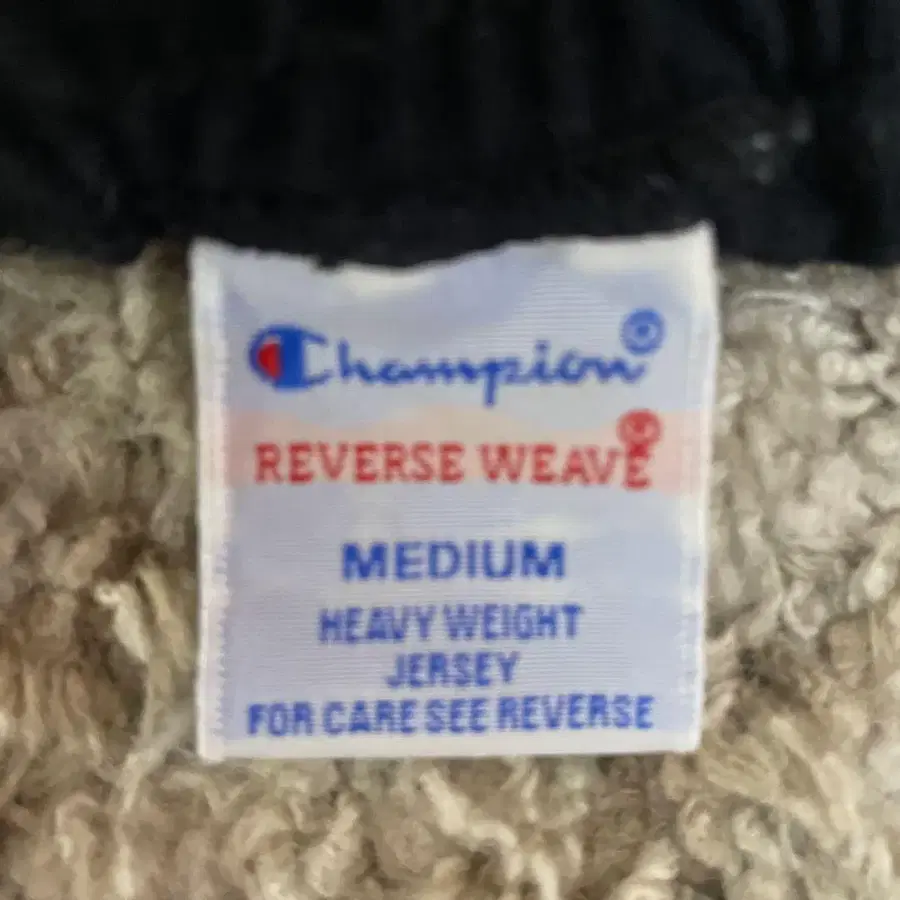 Champion®
REVERSE WEAVE®
MEDIUM
HEAVY WEIGHT
JERSEY
FOR CARE SEE REVERSE